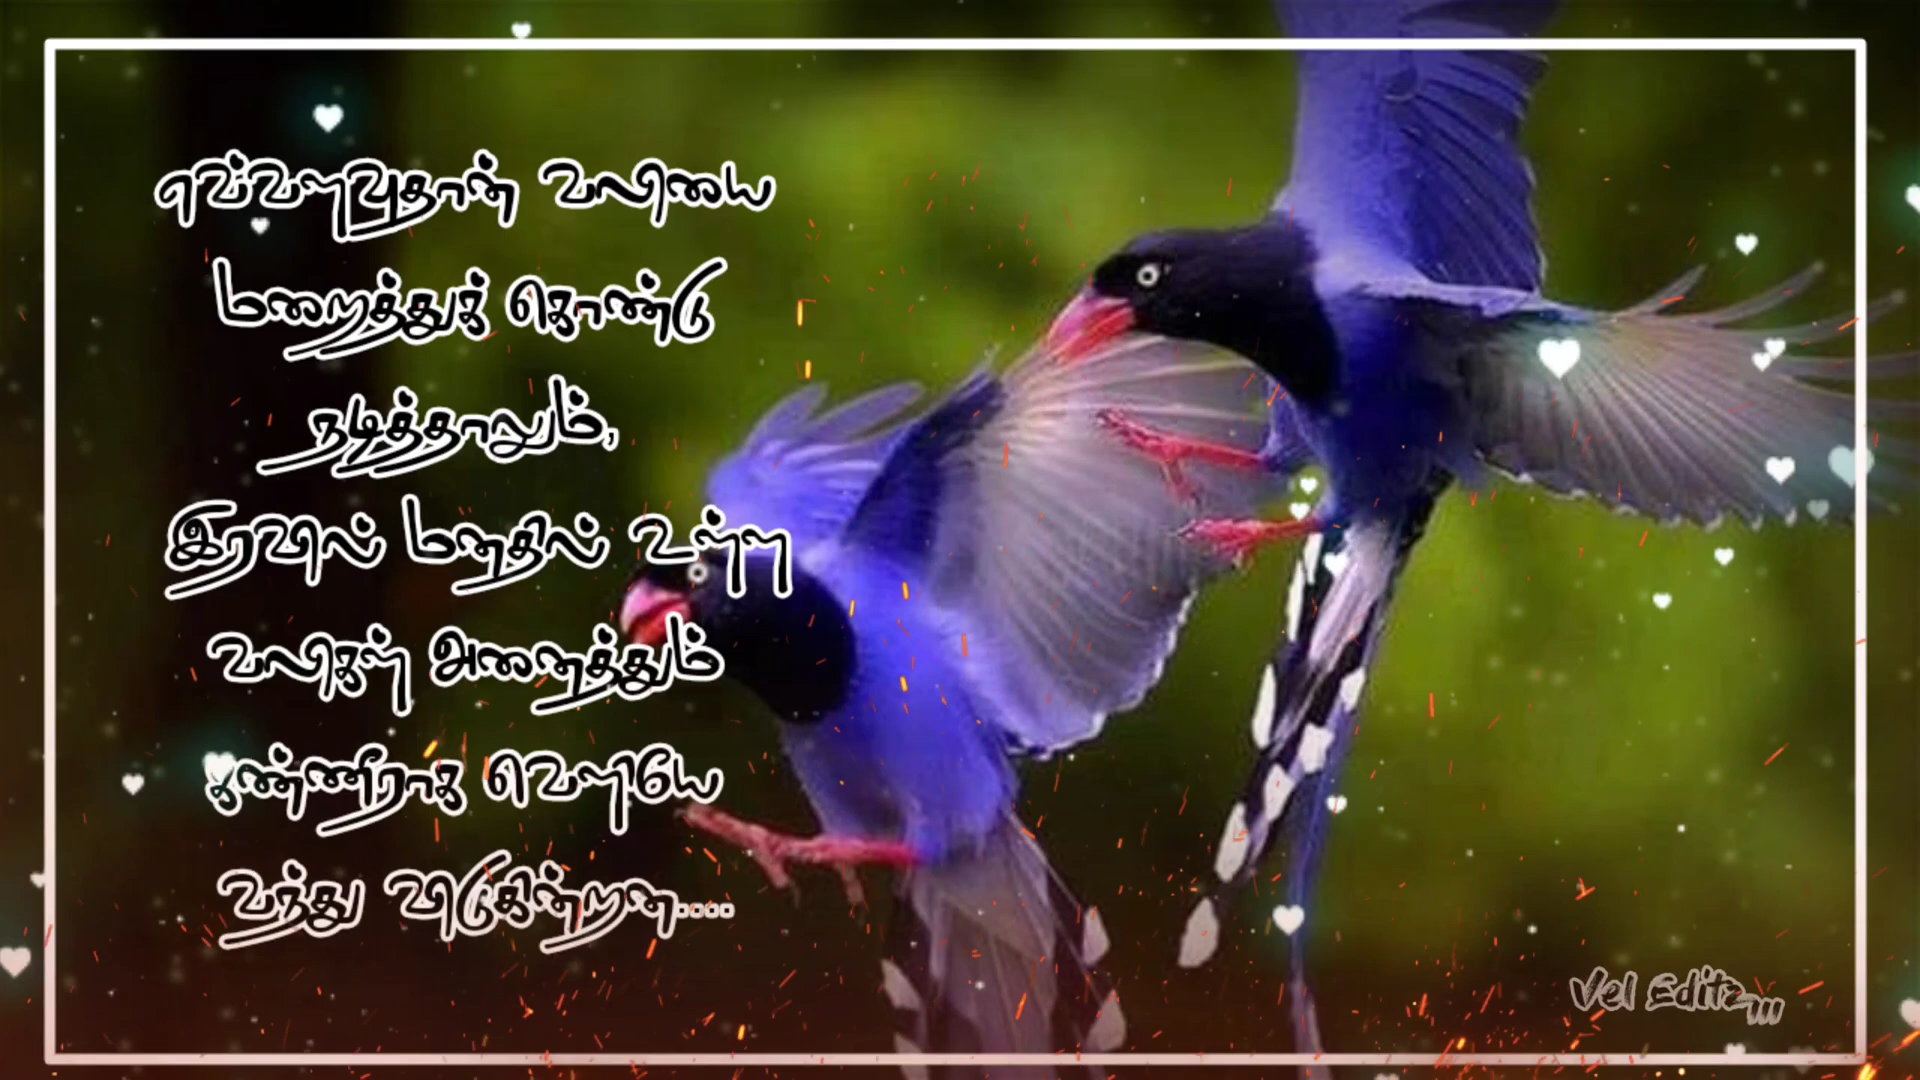 எவ்வளவுதான் வலியை
மறைத்துக் கொண்டு
நடித்தாலும்,
இரவில் மனதில் உள்ள
வலிகள் அனைத்தும்
கண்ணீராக வெளியே
வந்து விடுகின்றன....
Vel Editz,,,